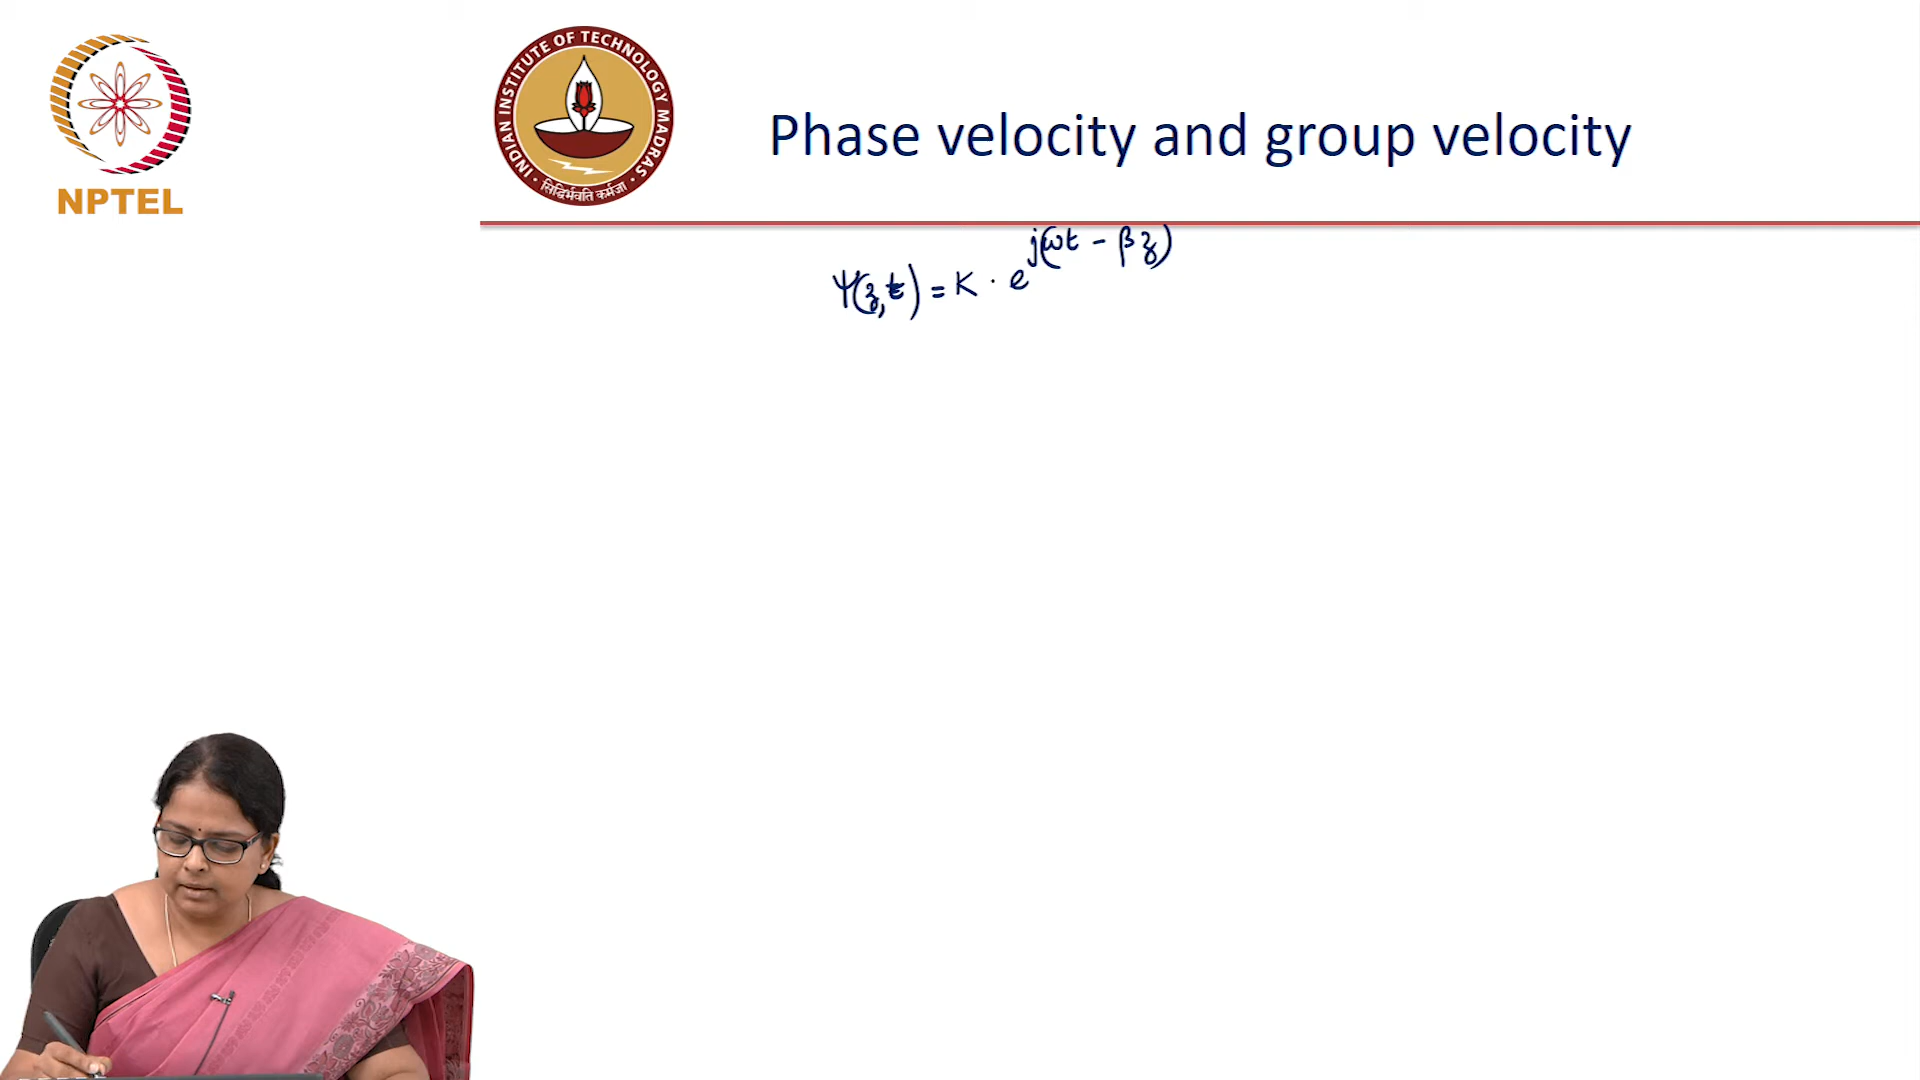 NPTEL
INDIAN INSTITUTE OF TECHNOLOGY MADRAS
सिद्धिर्भवति कर्मजा
Phase velocity and group velocity
Ψ(z,t) = K · e^{j(ωt − βz)}